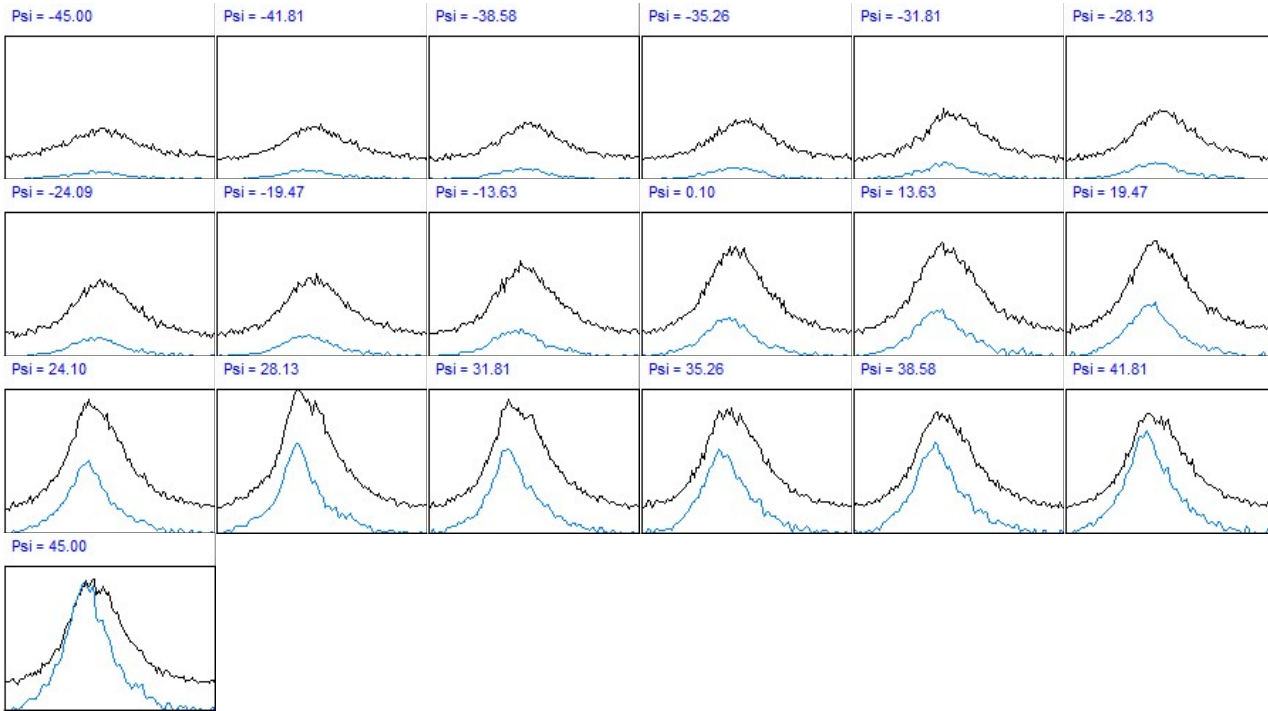 Psi = -45.00 Psi = -41.81 Psi = -38.58 Psi = -35.26 Psi = -31.81 Psi = -28.13
Psi = -24.09 Psi = -19.47 Psi = -13.63 Psi = 0.10 Psi = 13.63 Psi = 19.47
Psi = 24.10 Psi = 28.13 Psi = 31.81 Psi = 35.26 Psi = 38.58 Psi = 41.81
Psi = 45.00